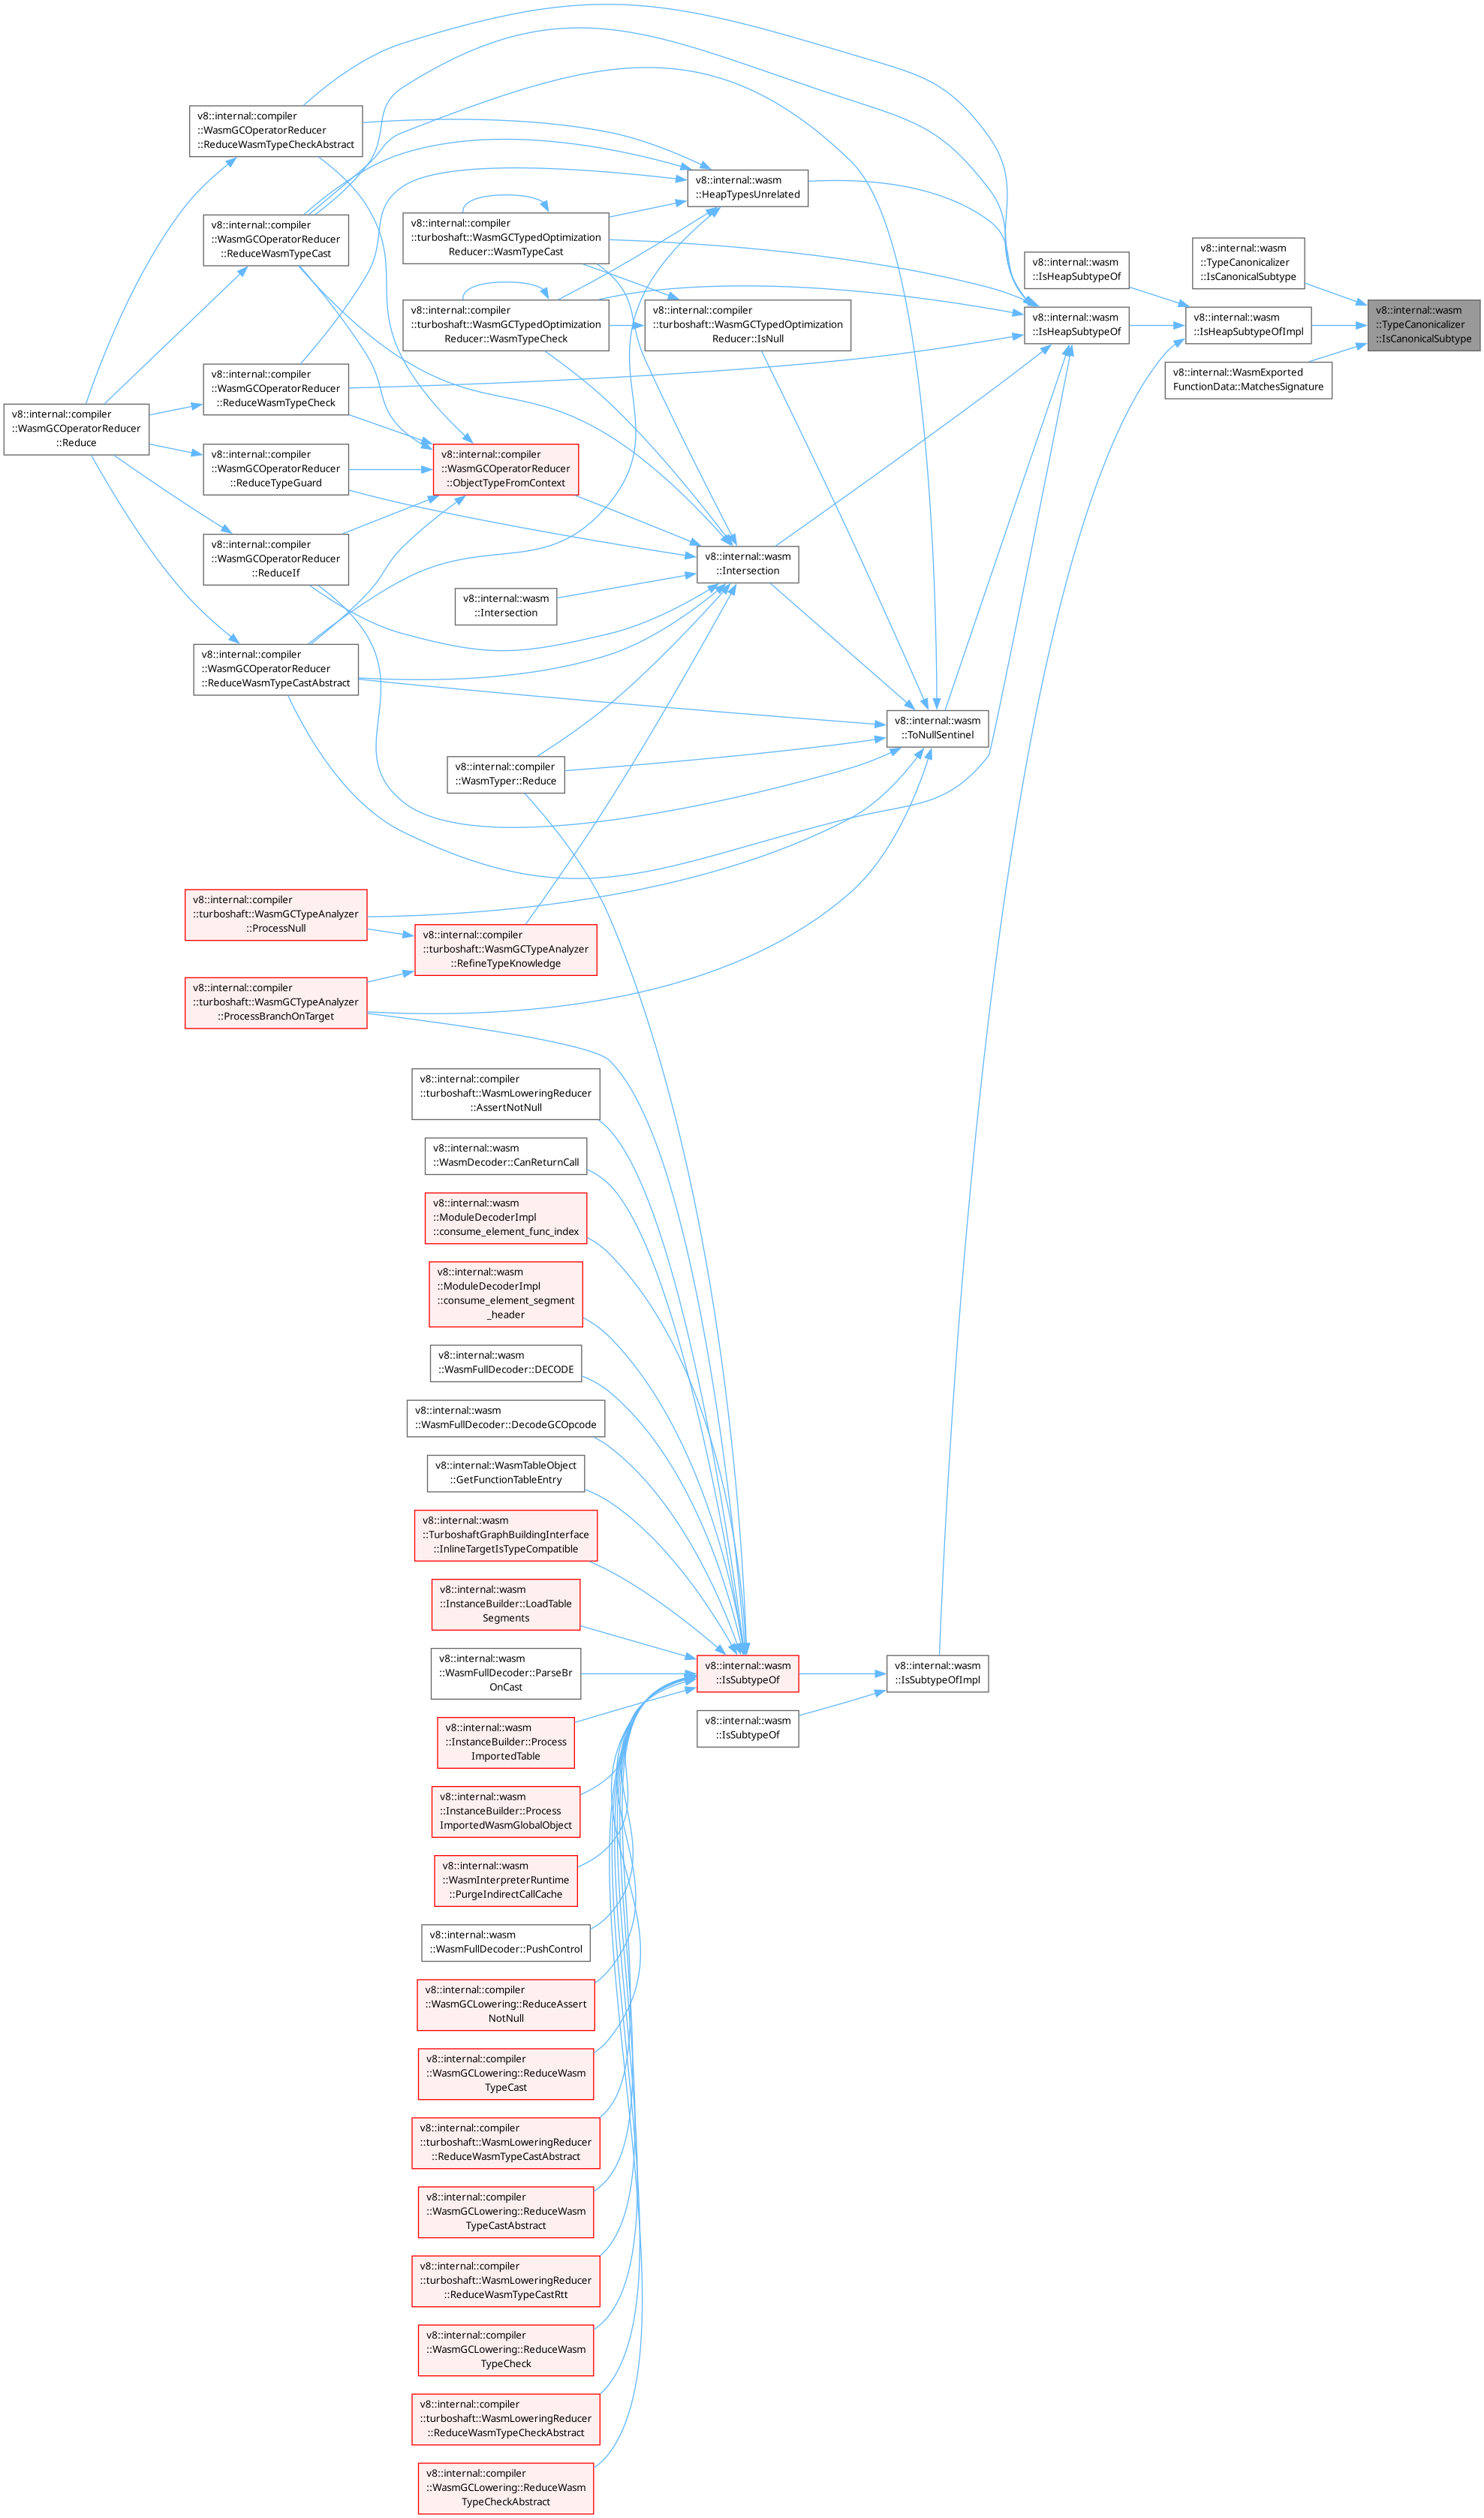 v8::internal::compiler
::WasmGCOperatorReducer
::Reduce
v8::internal::compiler
::WasmGCOperatorReducer
::ReduceWasmTypeCheckAbstract
v8::internal::compiler
::WasmGCOperatorReducer
::ReduceWasmTypeCast
v8::internal::compiler
::WasmGCOperatorReducer
::ReduceWasmTypeCheck
v8::internal::compiler
::WasmGCOperatorReducer
::ReduceTypeGuard
v8::internal::compiler
::WasmGCOperatorReducer
::ReduceIf
v8::internal::compiler
::WasmGCOperatorReducer
::ReduceWasmTypeCastAbstract
v8::internal::compiler
::turboshaft::WasmGCTypeAnalyzer
::ProcessNull
v8::internal::compiler
::turboshaft::WasmGCTypeAnalyzer
::ProcessBranchOnTarget
v8::internal::compiler
::turboshaft::WasmGCTypedOptimization
Reducer::WasmTypeCast
v8::internal::compiler
::turboshaft::WasmGCTypedOptimization
Reducer::WasmTypeCheck
v8::internal::compiler
::WasmGCOperatorReducer
::ObjectTypeFromContext
v8::internal::wasm
::Intersection
v8::internal::compiler
::WasmTyper::Reduce
v8::internal::compiler
::turboshaft::WasmGCTypeAnalyzer
::RefineTypeKnowledge
v8::internal::compiler
::turboshaft::WasmLoweringReducer
::AssertNotNull
v8::internal::wasm
::WasmDecoder::CanReturnCall
v8::internal::wasm
::ModuleDecoderImpl
::consume_element_func_index
v8::internal::wasm
::ModuleDecoderImpl
::consume_element_segment
_header
v8::internal::wasm
::WasmFullDecoder::DECODE
v8::internal::wasm
::WasmFullDecoder::DecodeGCOpcode
v8::internal::WasmTableObject
::GetFunctionTableEntry
v8::internal::wasm
::TurboshaftGraphBuildingInterface
::InlineTargetIsTypeCompatible
v8::internal::wasm
::InstanceBuilder::LoadTable
Segments
v8::internal::wasm
::WasmFullDecoder::ParseBr
OnCast
v8::internal::wasm
::InstanceBuilder::Process
ImportedTable
v8::internal::wasm
::InstanceBuilder::Process
ImportedWasmGlobalObject
v8::internal::wasm
::WasmInterpreterRuntime
::PurgeIndirectCallCache
v8::internal::wasm
::WasmFullDecoder::PushControl
v8::internal::compiler
::WasmGCLowering::ReduceAssert
NotNull
v8::internal::compiler
::WasmGCLowering::ReduceWasm
TypeCast
v8::internal::compiler
::turboshaft::WasmLoweringReducer
::ReduceWasmTypeCastAbstract
v8::internal::compiler
::WasmGCLowering::ReduceWasm
TypeCastAbstract
v8::internal::compiler
::turboshaft::WasmLoweringReducer
::ReduceWasmTypeCastRtt
v8::internal::compiler
::WasmGCLowering::ReduceWasm
TypeCheck
v8::internal::compiler
::turboshaft::WasmLoweringReducer
::ReduceWasmTypeCheckAbstract
v8::internal::compiler
::WasmGCLowering::ReduceWasm
TypeCheckAbstract
v8::internal::wasm
::HeapTypesUnrelated
v8::internal::compiler
::turboshaft::WasmGCTypedOptimization
Reducer::IsNull
v8::internal::wasm
::Intersection
v8::internal::wasm
::IsSubtypeOf
v8::internal::wasm
::IsSubtypeOf
v8::internal::wasm
::ToNullSentinel
v8::internal::wasm
::IsSubtypeOfImpl
v8::internal::wasm
::IsHeapSubtypeOf
v8::internal::wasm
::IsHeapSubtypeOf
v8::internal::wasm
::TypeCanonicalizer
::IsCanonicalSubtype
v8::internal::wasm
::IsHeapSubtypeOfImpl
v8::internal::WasmExported
FunctionData::MatchesSignature
v8::internal::wasm
::TypeCanonicalizer
::IsCanonicalSubtype